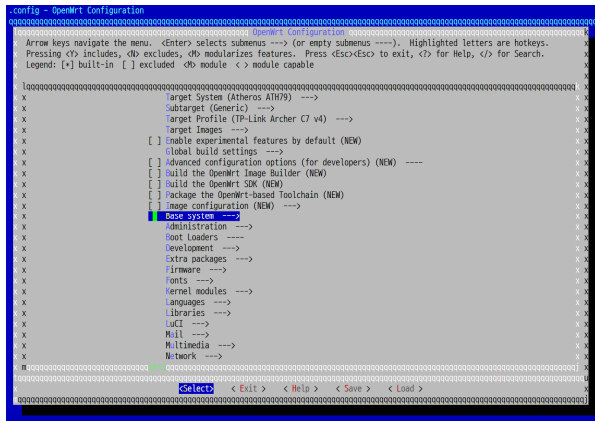 .config - OpenWrt Configuration
OpenWrt Configuration
Arrow keys navigate the menu. <Enter> selects submenus ---> (or empty submenus ----). Highlighted letters are hotkeys.
Pressing <Y> includes, <N> excludes, <M> modularizes features. Press <Esc><Esc> to exit, <?> for Help, </> for Search.
Legend: [*] built-in [ ] excluded <M> module < > module capable
Target System (Atheros ATH79) --->
Subtarget (Generic) --->
Target Profile (TP-Link Archer C7 v4) --->
Target Images --->
[ ] Enable experimental features by default (NEW)
Global build settings --->
[ ] Advanced configuration options (for developers) (NEW) ----
[ ] Build the OpenWrt Image Builder (NEW)
[ ] Build the OpenWrt SDK (NEW)
[ ] Package the OpenWrt-based Toolchain (NEW)
[ ] Image configuration (NEW) --->
Base system --->
Administration --->
Boot Loaders ----
Development --->
Extra packages --->
Firmware --->
Fonts --->
Kernel modules --->
Languages --->
Libraries --->
LuCI --->
Mail --->
Multimedia --->
Network --->
<Select> < Exit > < Help > < Save > < Load >